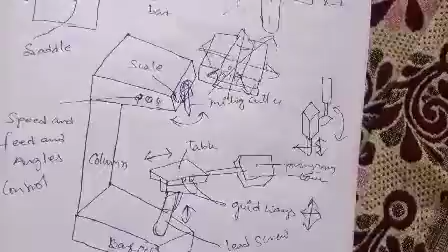 bar
Saddle
Scale
milling cutter
Speed and
feed and
Angles
Control
Column
Table
guid ways
lead screw